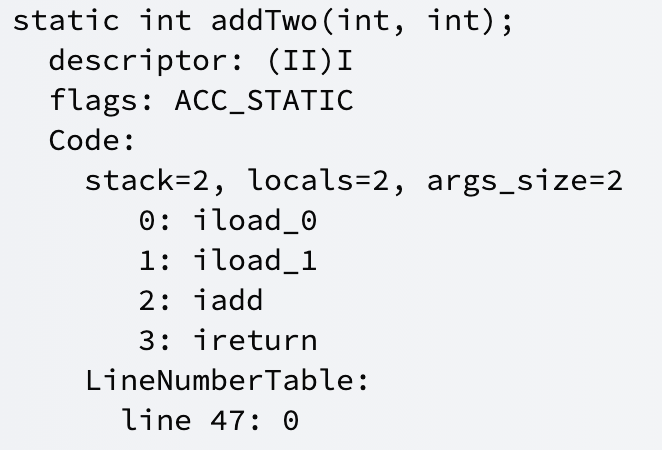 static int addTwo(int, int);
  descriptor: (II)I
  flags: ACC_STATIC
  Code:
    stack=2, locals=2, args_size=2
       0: iload_0
       1: iload_1
       2: iadd
       3: ireturn
    LineNumberTable:
      line 47: 0